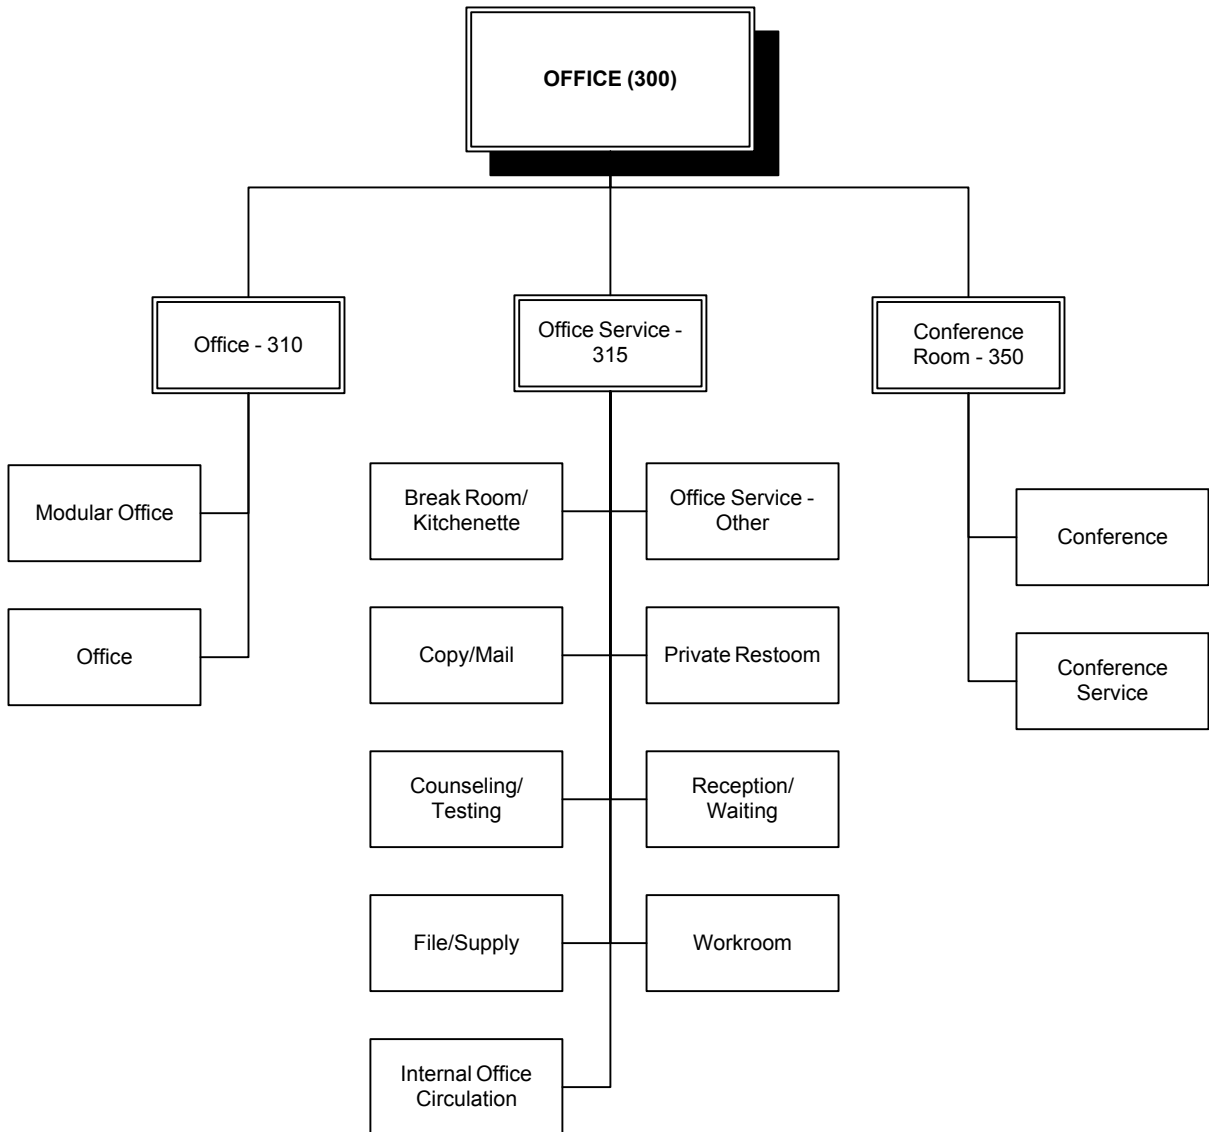 OFFICE (300)
Office - 310
Office Service -
315
Conference
Room - 350
Modular Office
Office
Break Room/
Kitchenette
Office Service -
Other
Copy/Mail
Private Restoom
Counseling/
Testing
Reception/
Waiting
File/Supply
Workroom
Internal Office
Circulation
Conference
Conference
Service